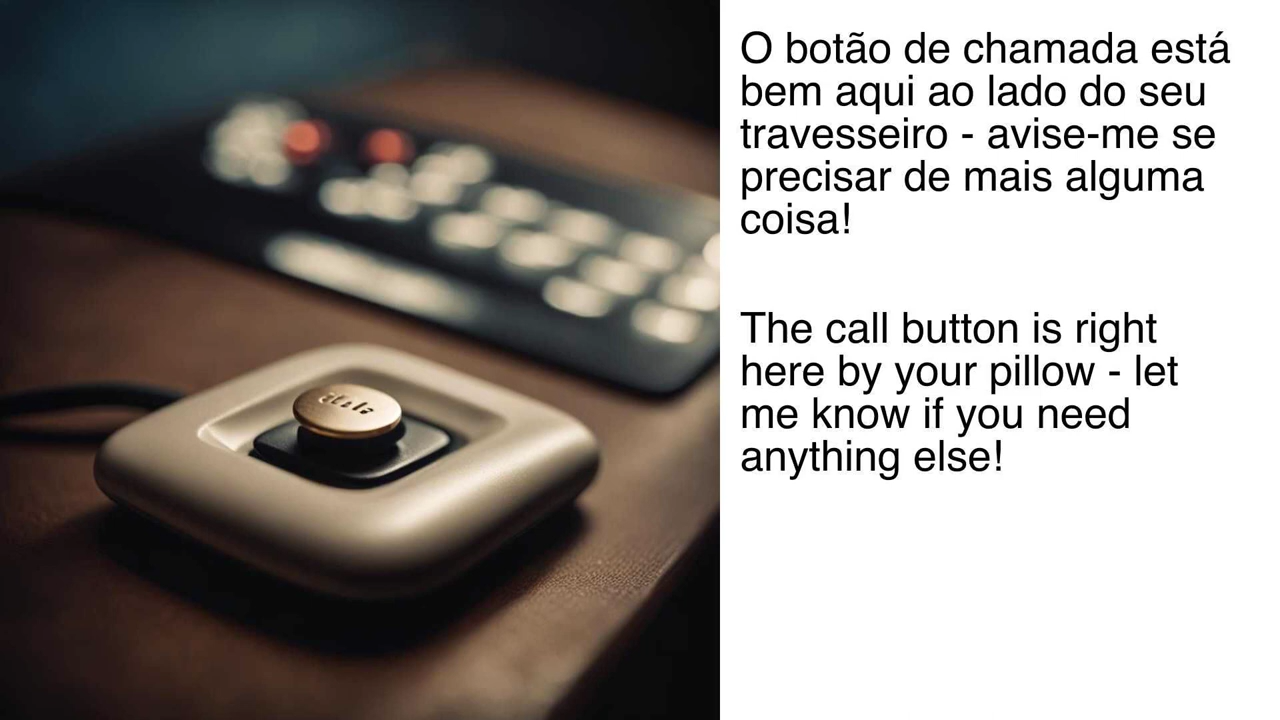 O botão de chamada está
bem aqui ao lado do seu
travesseiro - avise-me se
precisar de mais alguma
coisa!
The call button is right
here by your pillow - let
me know if you need
anything else!